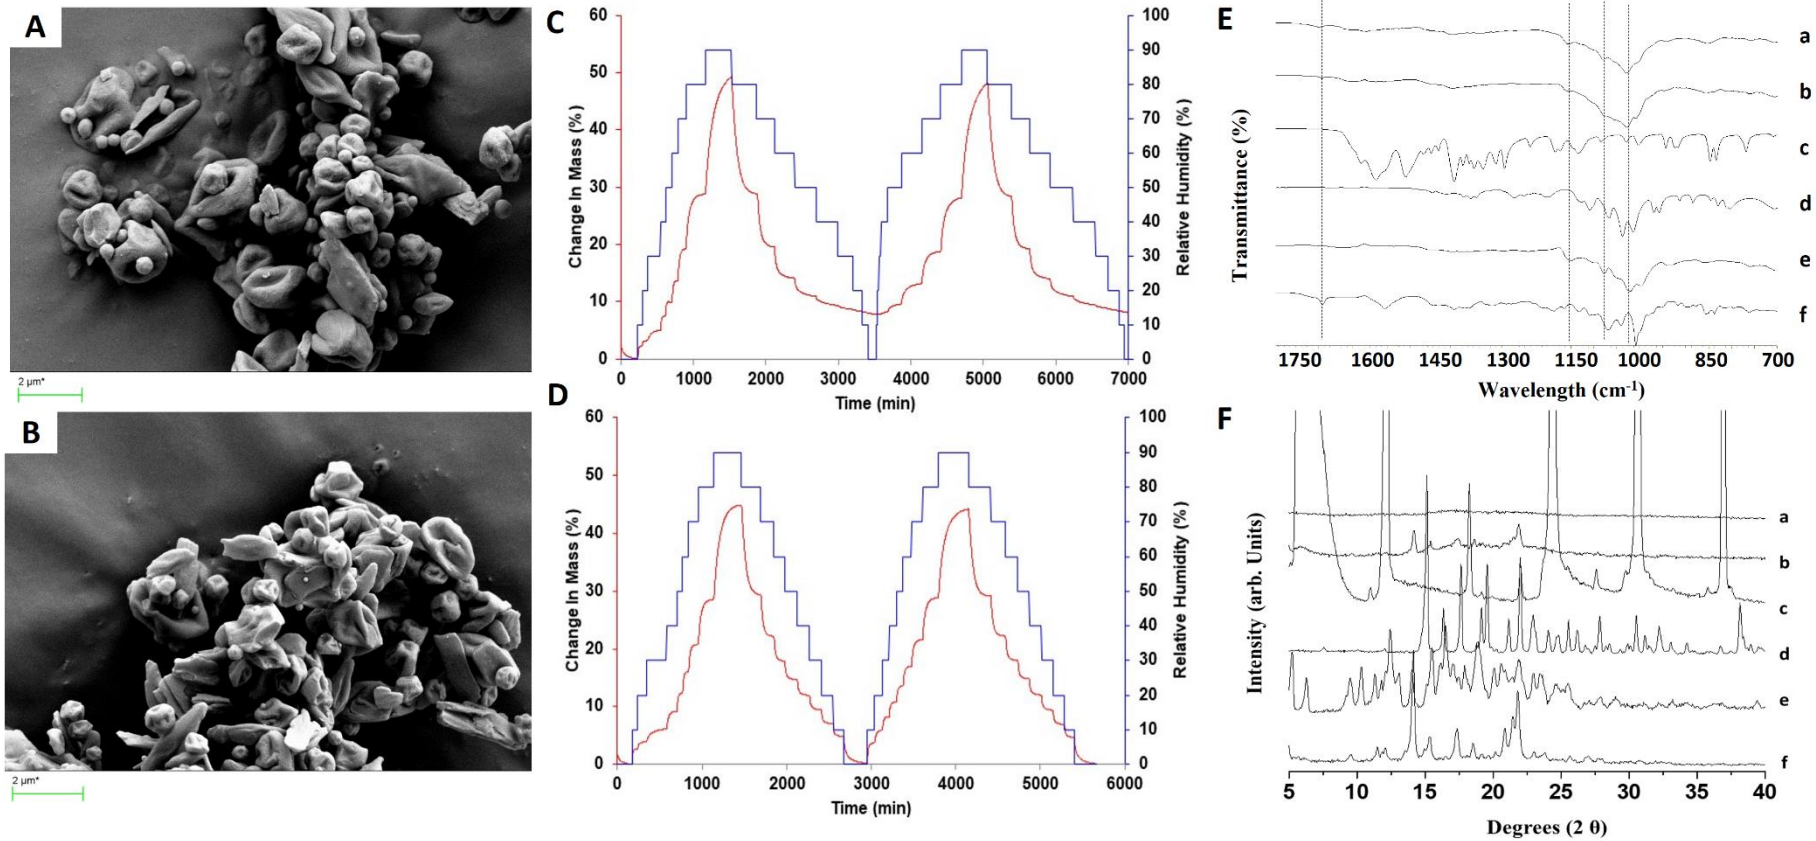 A
2 µm*
B
2 µm*
C
60
50
40
30
20
10
0
Change In Mass (%)
100
90
80
70
60
50
40
30
20
10
0
Relative Humidity (%)
0 1000 2000 3000 4000 5000 6000 7000
Time (min)
D
60
50
40
30
20
10
0
Change In Mass (%)
100
90
80
70
60
50
40
30
20
10
0
Relative Humidity (%)
0 1000 2000 3000 4000 5000 6000
Time (min)
E
Transmittance (%)
a
b
c
d
e
f
1750 1600 1450 1300 1150 1000 850 700
Wavelength (cm-1)
F
Intensity (arb. Units)
a
b
c
d
e
f
5 10 15 20 25 30 35 40
Degrees (2 θ)